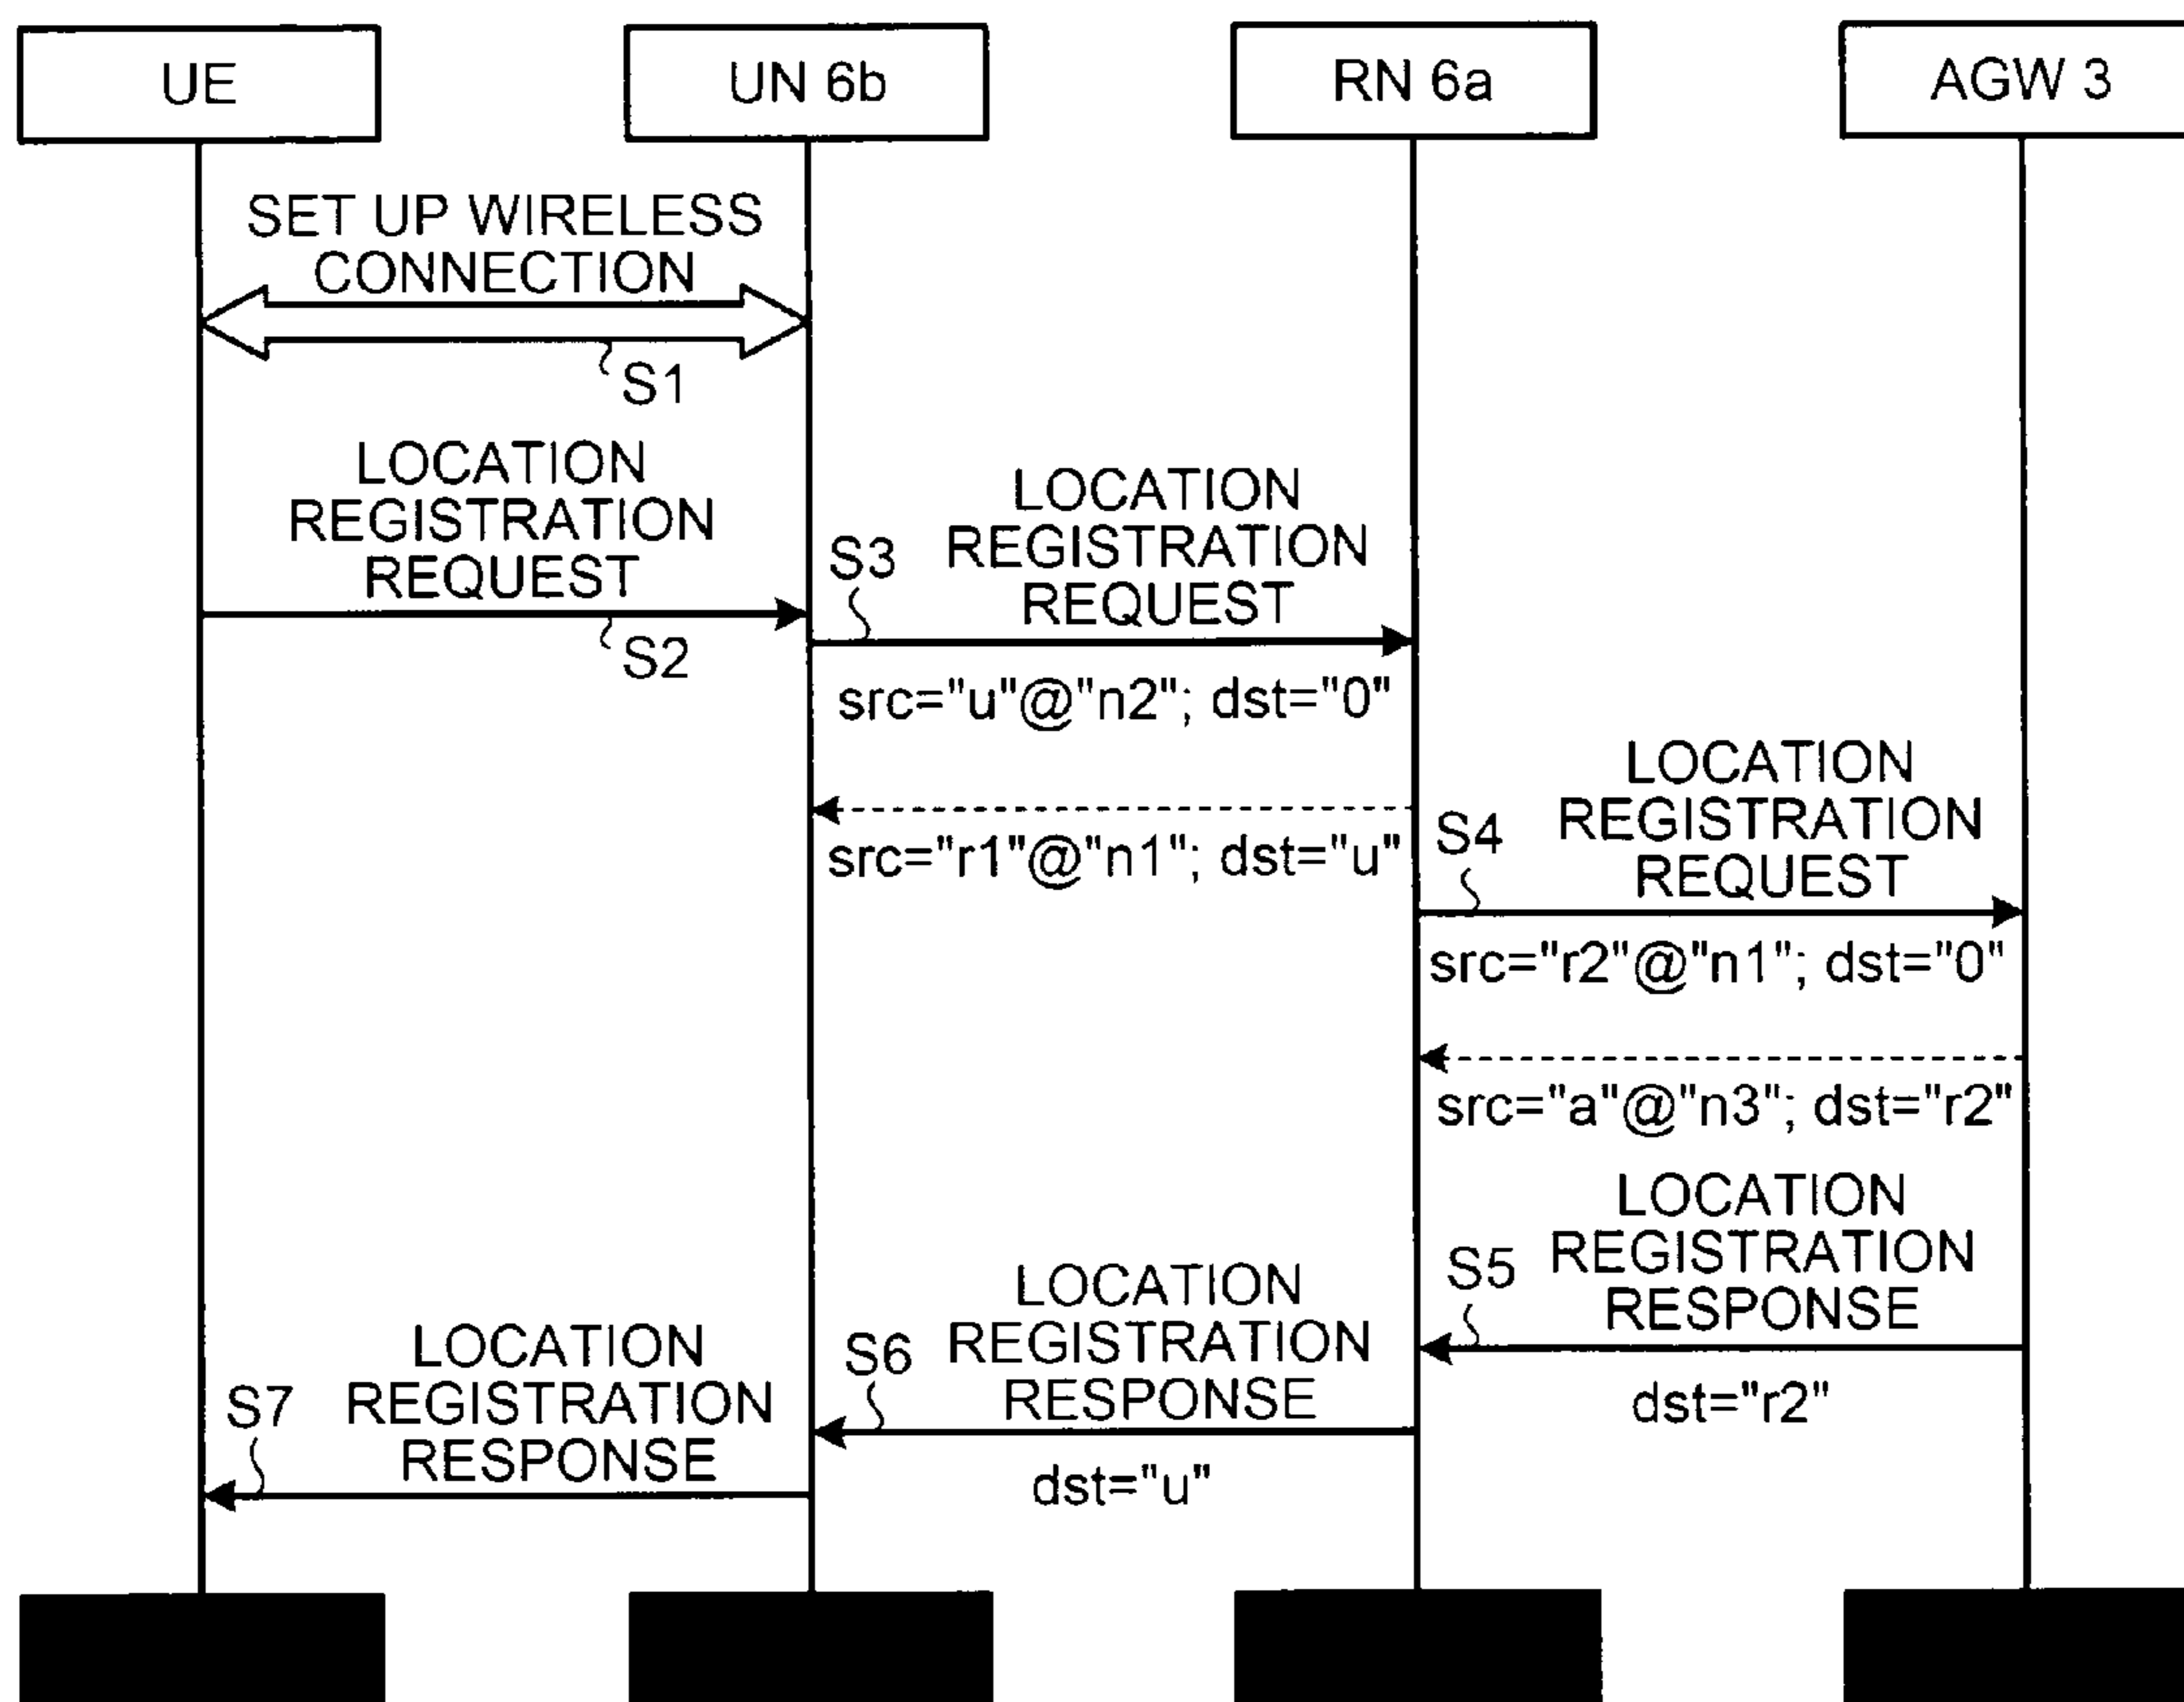 UE
UN 6b
RN 6a
AGW 3
SET UP WIRELESS
CONNECTION
S1
LOCATION
REGISTRATION
REQUEST
S2
S3
LOCATION
REGISTRATION
REQUEST
src="u"@"n2"; dst="0"
src="r1"@"n1"; dst="u"
S4
LOCATION
REGISTRATION
REQUEST
src="r2"@"n1"; dst="0"
src="a"@"n3"; dst="r2"
S5
LOCATION
REGISTRATION
RESPONSE
dst="r2"
S6
LOCATION
REGISTRATION
RESPONSE
dst="u"
S7
LOCATION
REGISTRATION
RESPONSE